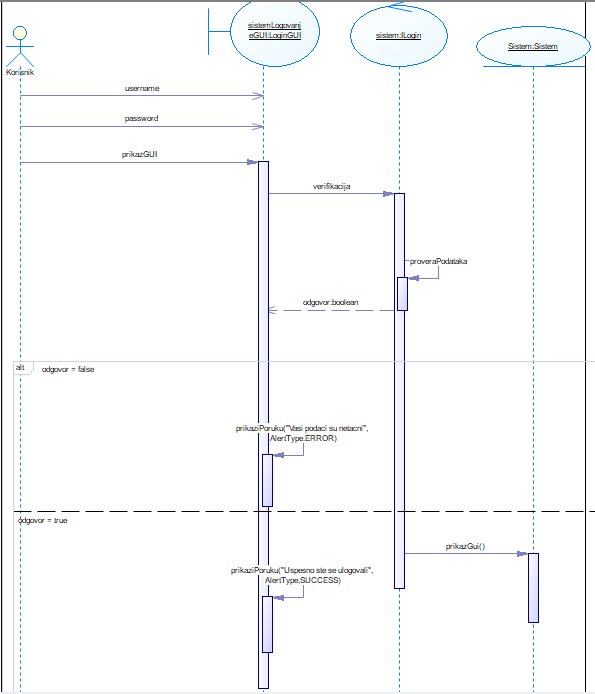 sistemLogovanj
eGUI:LoginGUI
sistem:ILogin
Sistem:Sistem
Korisnik
username
password
prikazGUI
verifikacija
proveraPodataka
odgovor:boolean
alt
odgovor = false
prikaziPoruku("Vasi podaci su netacni",
AlertType.ERROR)
odgovor = true
prikazGui()
prikaziPoruku("Uspesno ste se ulogovali",
AlertType,SUCCESS)